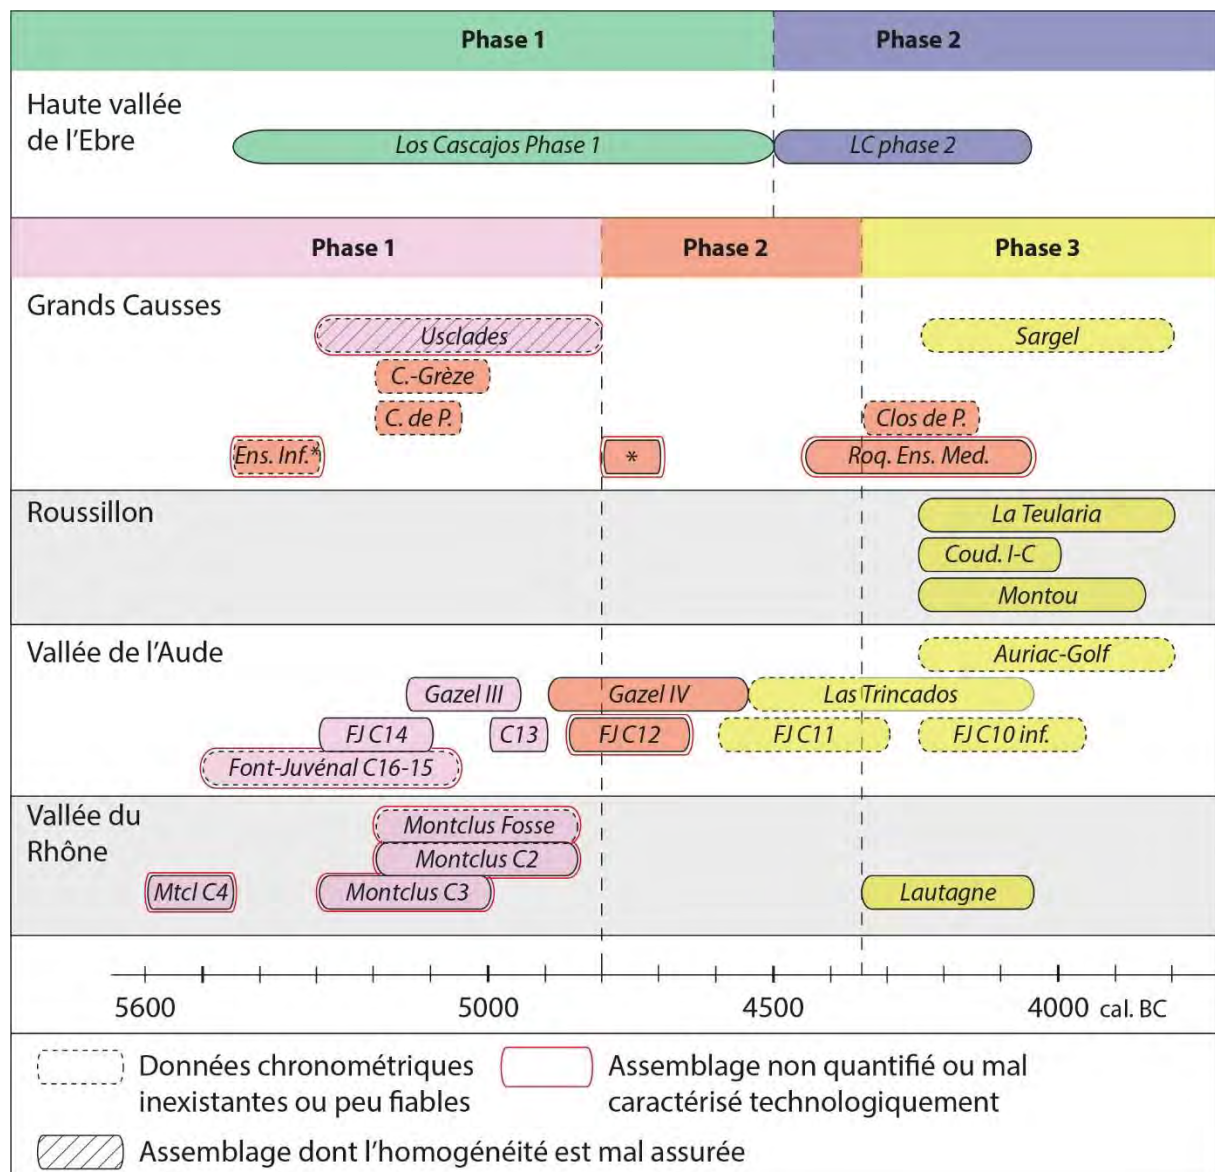 Phase 1
Phase 2
Haute vallée
de l'Ebre
Los Cascajos Phase 1
LC phase 2
Phase 1
Phase 2
Phase 3
Grands Causses
Usclades
Sargel
C.-Grèze
C. de P.
Clos de P.
Ens. Inf.*
*
Roq. Ens. Med.
Roussillon
La Teularia
Coud. I-C
Montou
Vallée de l'Aude
Auriac-Golf
Gazel III
Gazel IV
Las Trincados
FJ C14
C13
FJ C12
FJ C11
FJ C10 inf.
Font-Juvénal C16-15
Vallée du
Rhône
Montclus Fosse
Montclus C2
Mtcl C4
Montclus C3
Lautagne
5600
5000
4500
4000 cal. BC
Données chronométriques
inexistantes ou peu fiables
Assemblage non quantifié ou mal
caractérisé technologiquement
Assemblage dont l'homogénéité est mal assurée